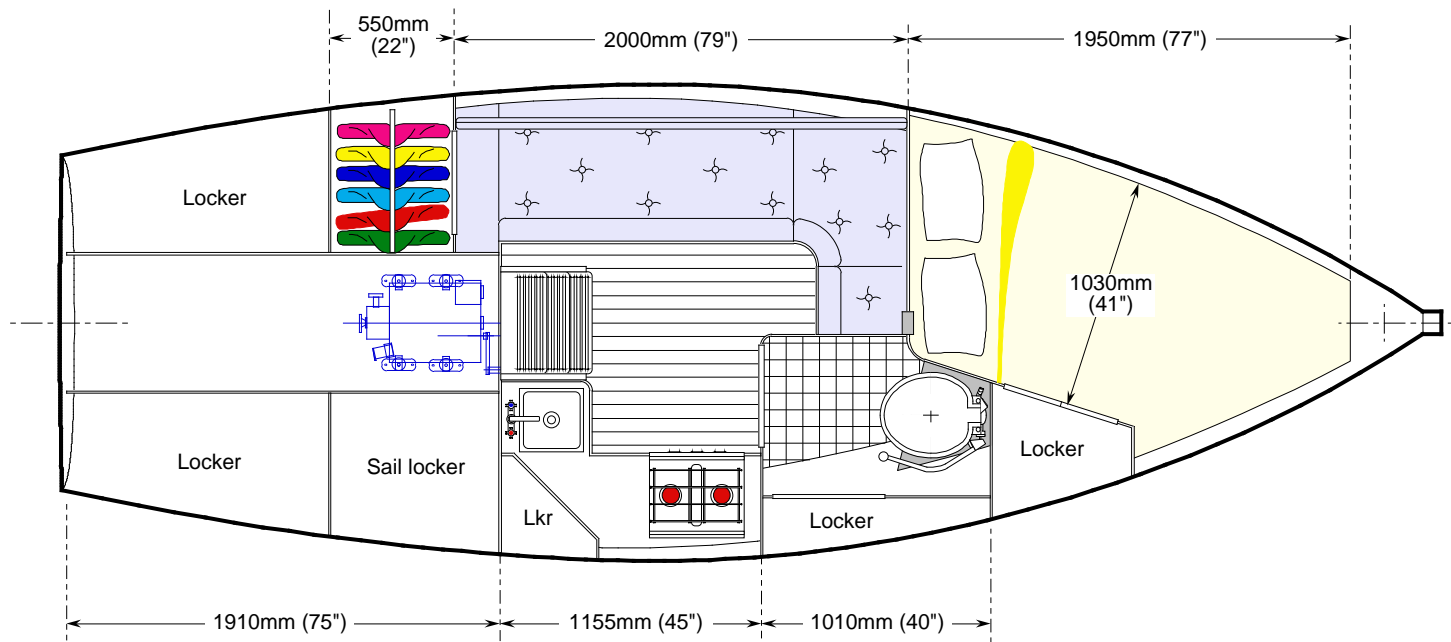 550mm
(22")
2000mm (79")
1950mm (77")
Locker
1030mm
(41")
Locker
Sail locker
Lkr
Locker
Locker
1910mm (75")
1155mm (45")
1010mm (40")